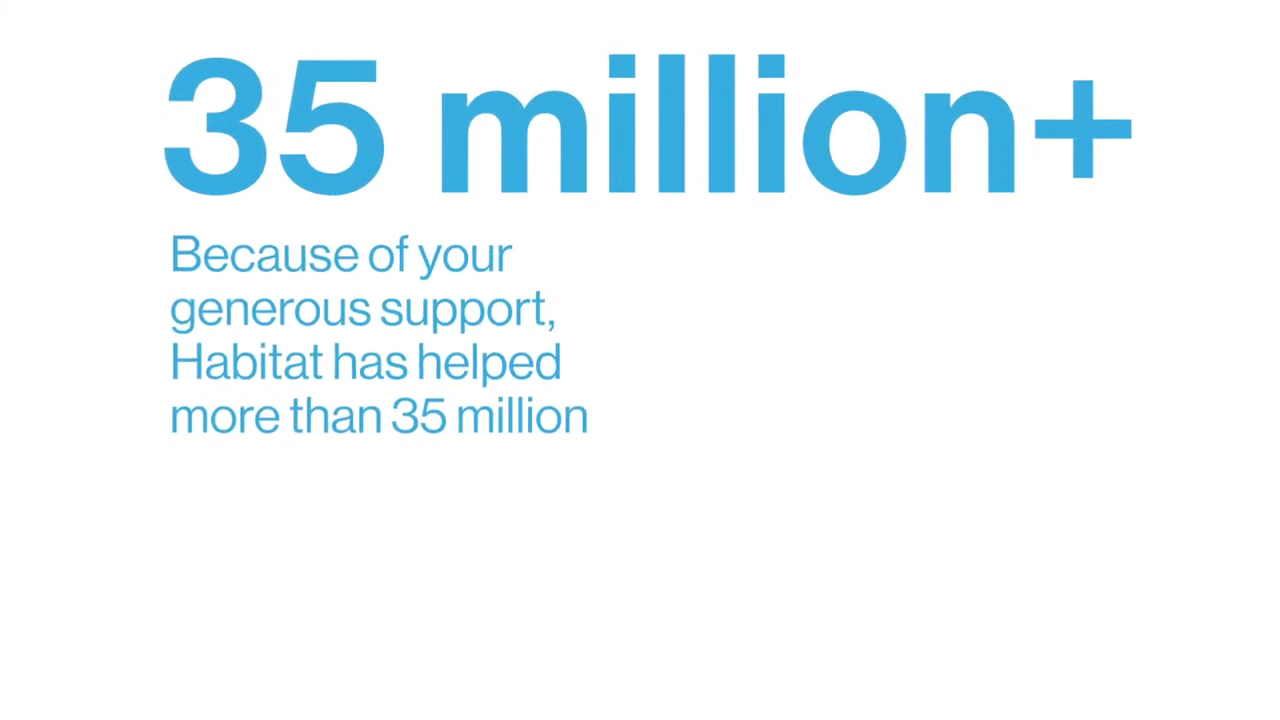 35 million+
Because of your
generous support,
Habitat has helped
more than 35 million